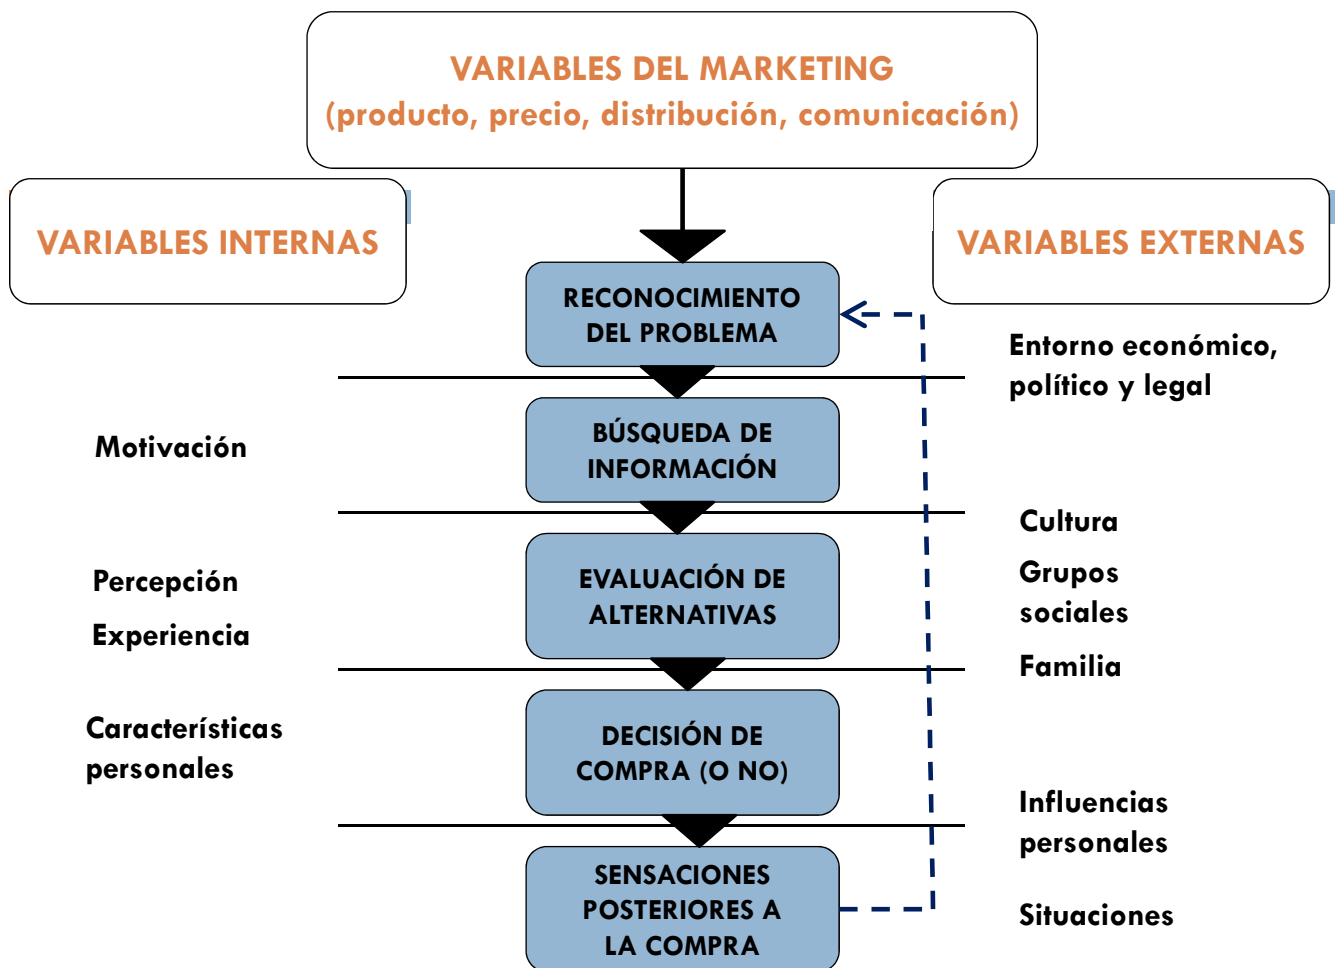 VARIABLES DEL MARKETING
(producto, precio, distribución, comunicación)
VARIABLES INTERNAS
VARIABLES EXTERNAS
RECONOCIMIENTO
DEL PROBLEMA
Entorno económico,
político y legal
Motivación
BÚSQUEDA DE
INFORMACIÓN
Cultura
Percepción
Experiencia
EVALUACIÓN DE
ALTERNATIVAS
Grupos
sociales
Familia
Característícas
personales
DECISIÓN DE
COMPRA (O NO)
Influencias
personales
SENSACIONES
POSTERIORES A
LA COMPRA
Situaciones